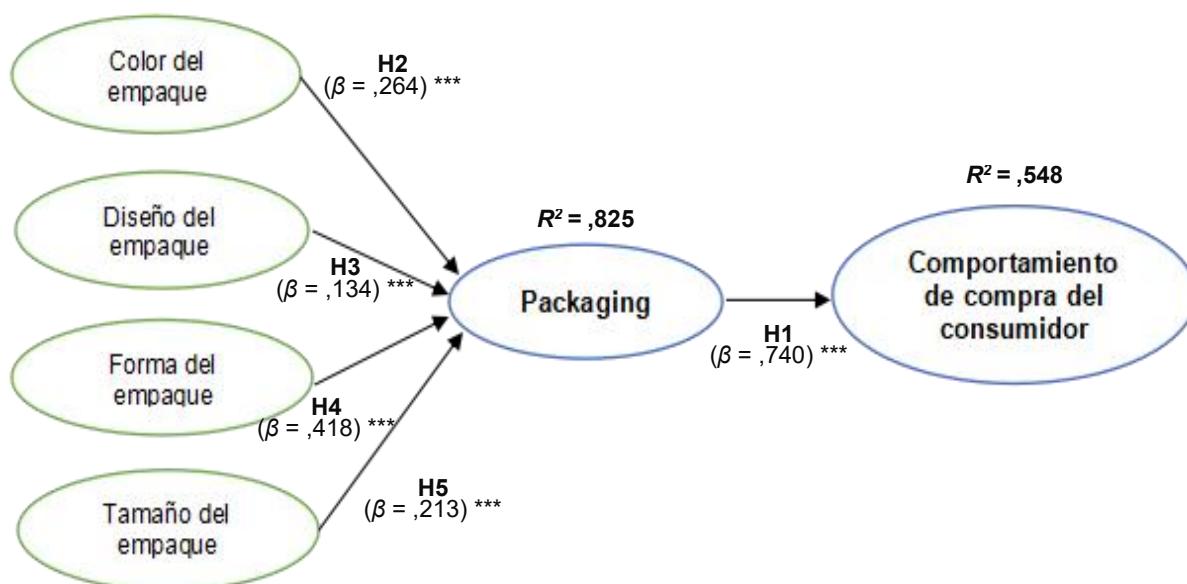 Color del
empaque
H2
(β = ,264) ***
Diseño del
empaque
H3
(β = ,134) ***
Forma del
empaque
H4
(β = ,418) ***
Tamaño del
empaque
H5
(β = ,213) ***
R² = ,825
Packaging
H1
(β = ,740) ***
R² = ,548
Comportamiento
de compra del
consumidor